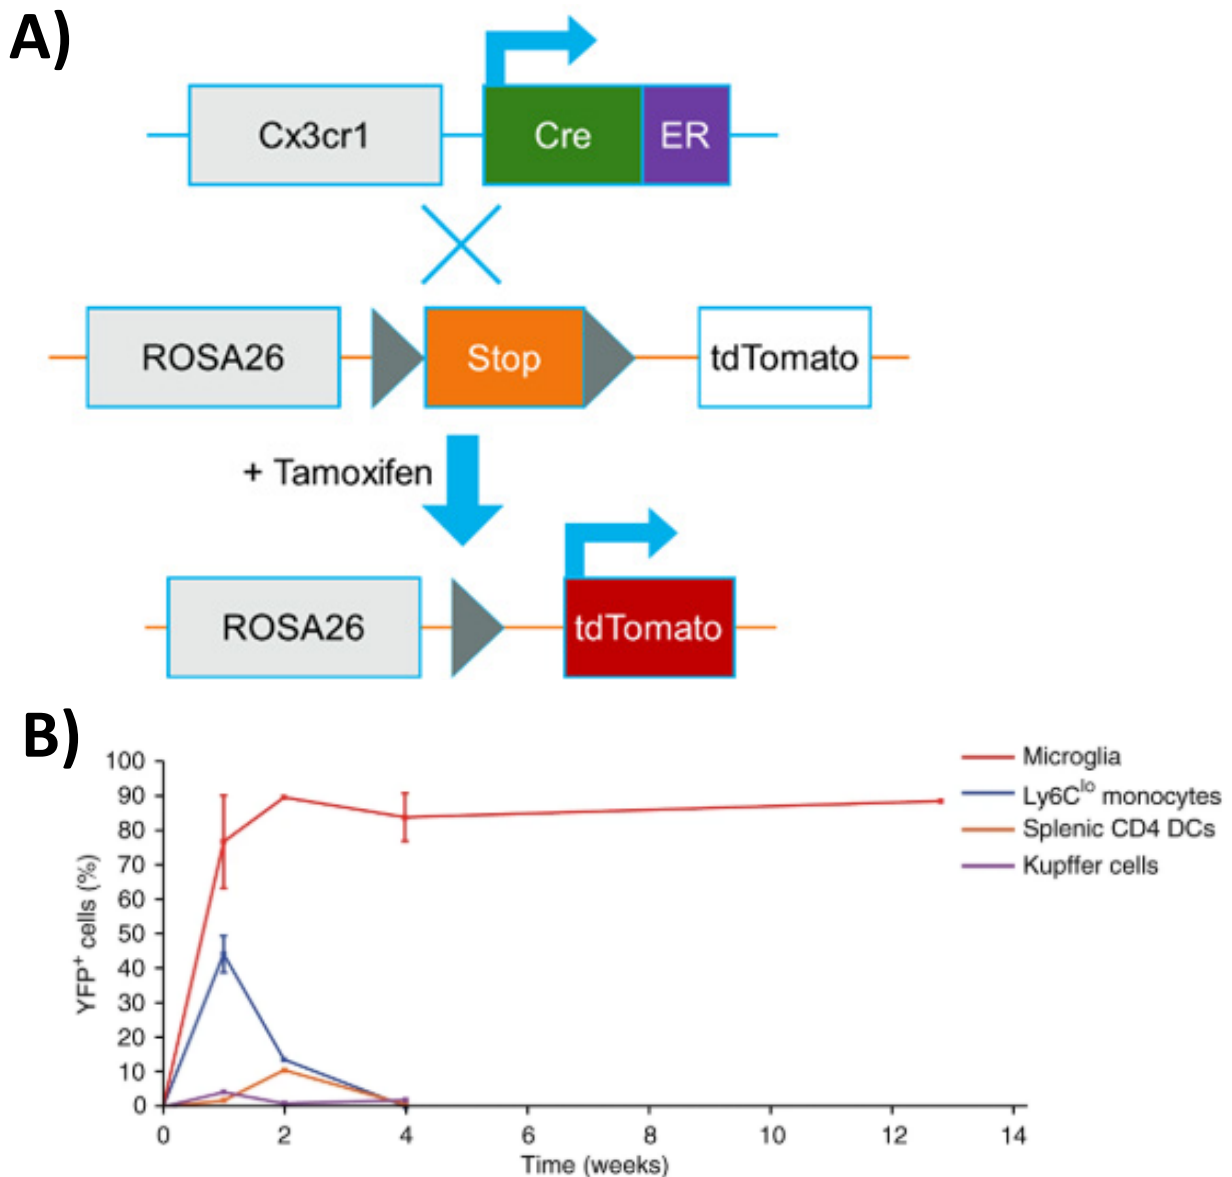 A)
Cx3cr1 Cre ER
ROSA26 Stop tdTomato
+ Tamoxifen
ROSA26 tdTomato
B)
100
90
80
70
60
50
40
30
20
10
0
YFP+ cells (%)
0 2 4 6 8 10 12 14
Time (weeks)
Microglia
Ly6Clo monocytes
Splenic CD4 DCs
Kupffer cells